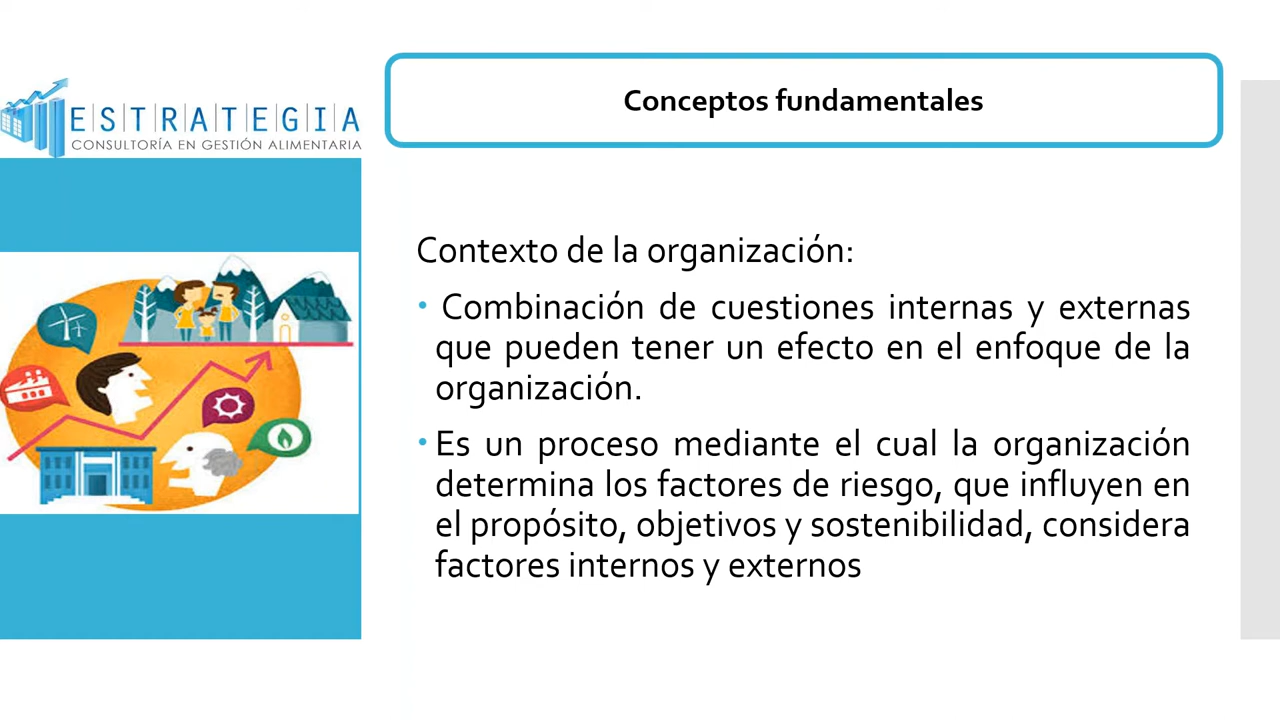 ESTRATEGIA
CONSULTORÍA EN GESTIÓN ALIMENTARIA
Conceptos fundamentales
Contexto de la organización:
• Combinación de cuestiones internas y externas
que pueden tener un efecto en el enfoque de la
organización.
• Es un proceso mediante el cual la organización
determina los factores de riesgo, que influyen en
el propósito, objetivos y sostenibilidad, considera
factores internos y externos